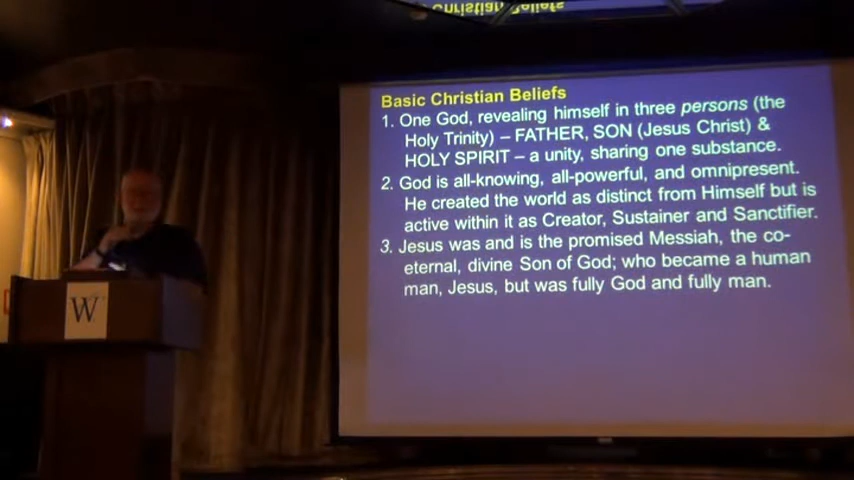 Christian Beliefs
Basic Christian Beliefs
1. One God, revealing himself in three persons (the
Holy Trinity) – FATHER, SON (Jesus Christ) &
HOLY SPIRIT – a unity, sharing one substance.
2. God is all-knowing, all-powerful, and omnipresent.
He created the world as distinct from Himself but is
active within it as Creator, Sustainer and Sanctifier.
3. Jesus was and is the promised Messiah, the co-
eternal, divine Son of God; who became a human
man, Jesus, but was fully God and fully man.
W